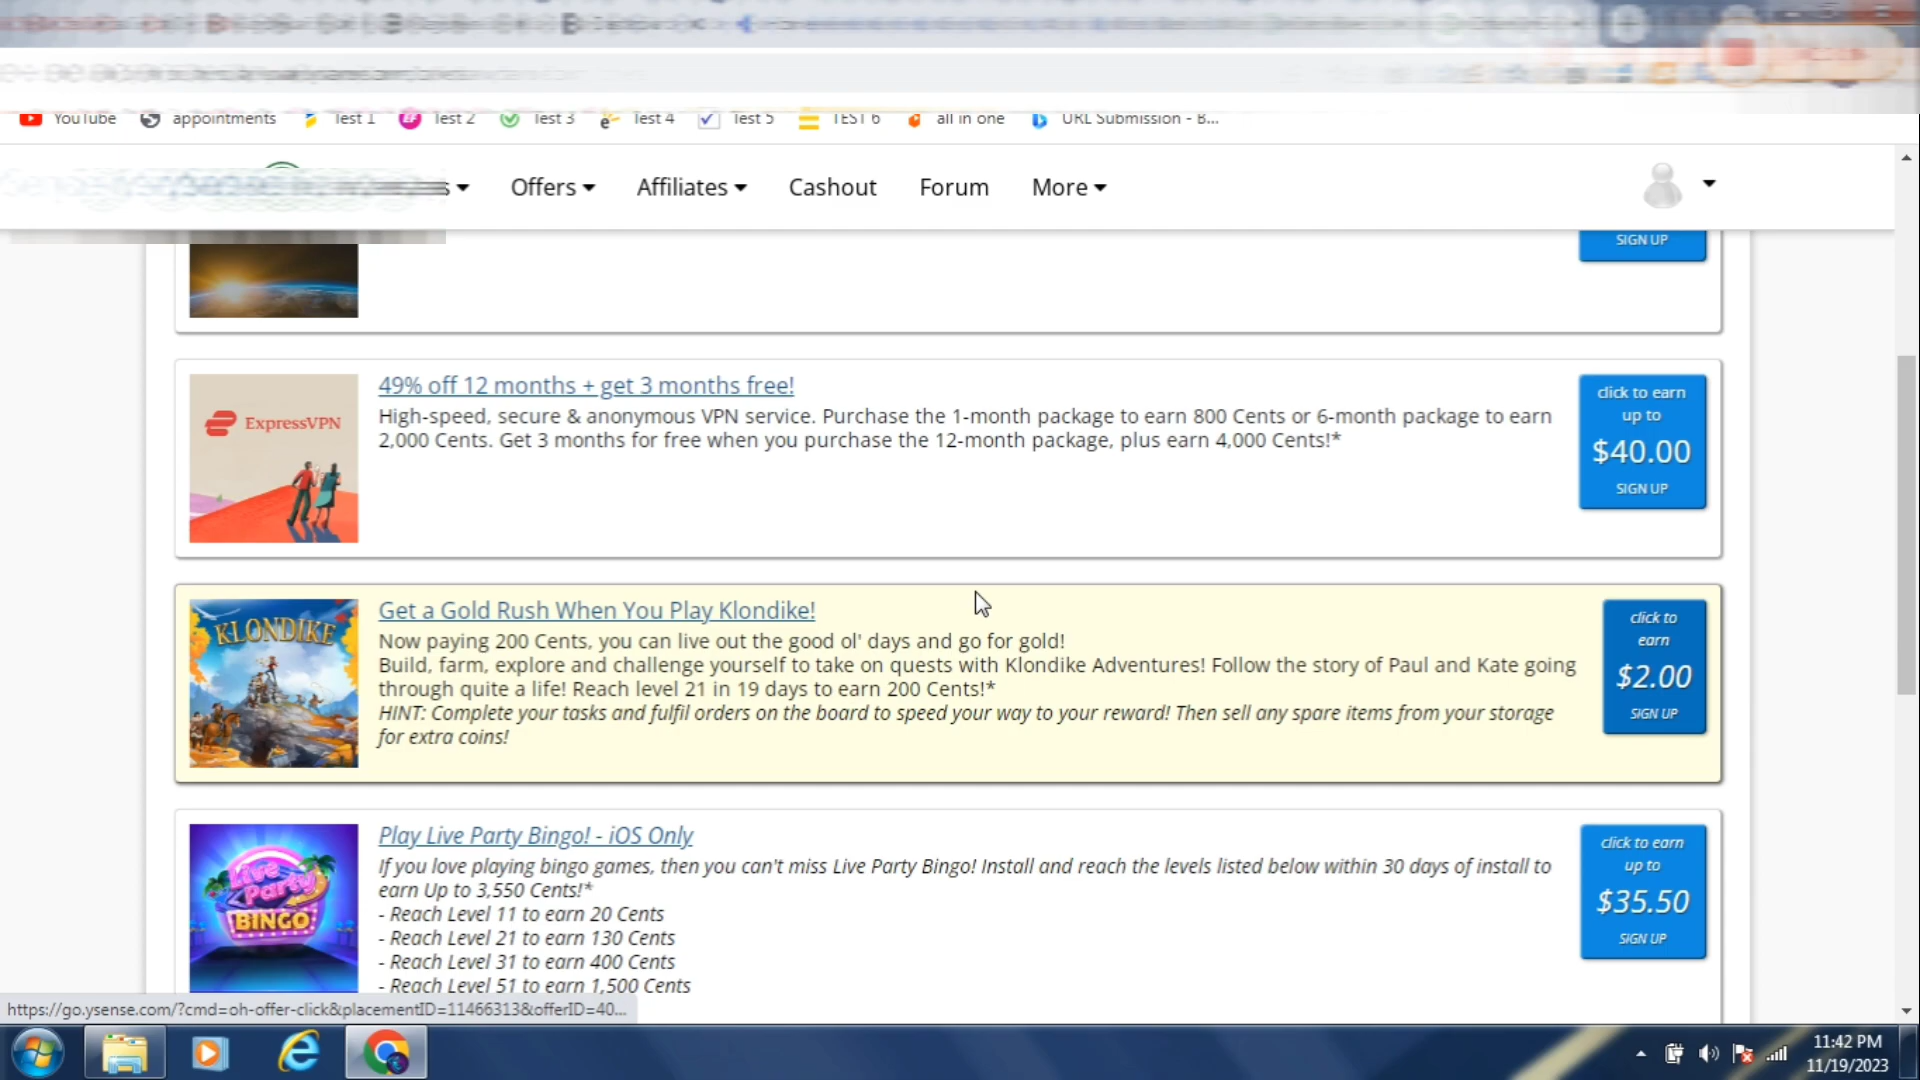 YouTube appointments Test 1 Test 2 Test 3 Test 4 Test 5 TEST 6 all in one URL Submission - B...
Offers Affiliates Cashout Forum More
SIGN UP
ExpressVPN
49% off 12 months + get 3 months free!
High-speed, secure & anonymous VPN service. Purchase the 1-month package to earn 800 Cents or 6-month package to earn
2,000 Cents. Get 3 months for free when you purchase the 12-month package, plus earn 4,000 Cents!*
click to earn
up to
$40.00
SIGN UP
KLONDIKE
Get a Gold Rush When You Play Klondike!
Now paying 200 Cents, you can live out the good ol' days and go for gold!
Build, farm, explore and challenge yourself to take on quests with Klondike Adventures! Follow the story of Paul and Kate going
through quite a life! Reach level 21 in 19 days to earn 200 Cents!*
HINT: Complete your tasks and fulfil orders on the board to speed your way to your reward! Then sell any spare items from your storage
for extra coins!
click to
earn
$2.00
SIGN UP
Live
Party
BINGO
Play Live Party Bingo! - iOS Only
If you love playing bingo games, then you can't miss Live Party Bingo! Install and reach the levels listed below within 30 days of install to
earn Up to 3,550 Cents!*
- Reach Level 11 to earn 20 Cents
- Reach Level 21 to earn 130 Cents
- Reach Level 31 to earn 400 Cents
- Reach Level 51 to earn 1,500 Cents
click to earn
up to
$35.50
SIGN UP
https://go.ysense.com/?cmd=oh-offer-click&placementID=11466313&offerID=40...
11:42 PM
11/19/2023